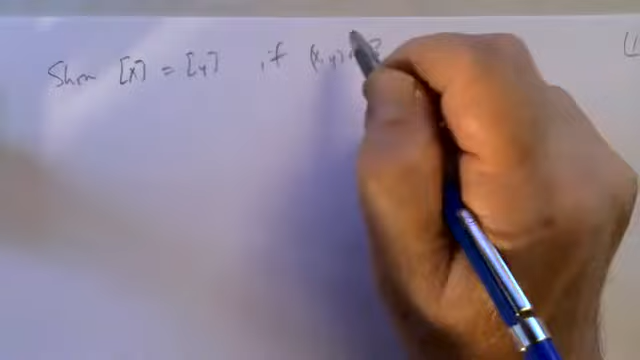 Show [x] = [y] if (x,y)